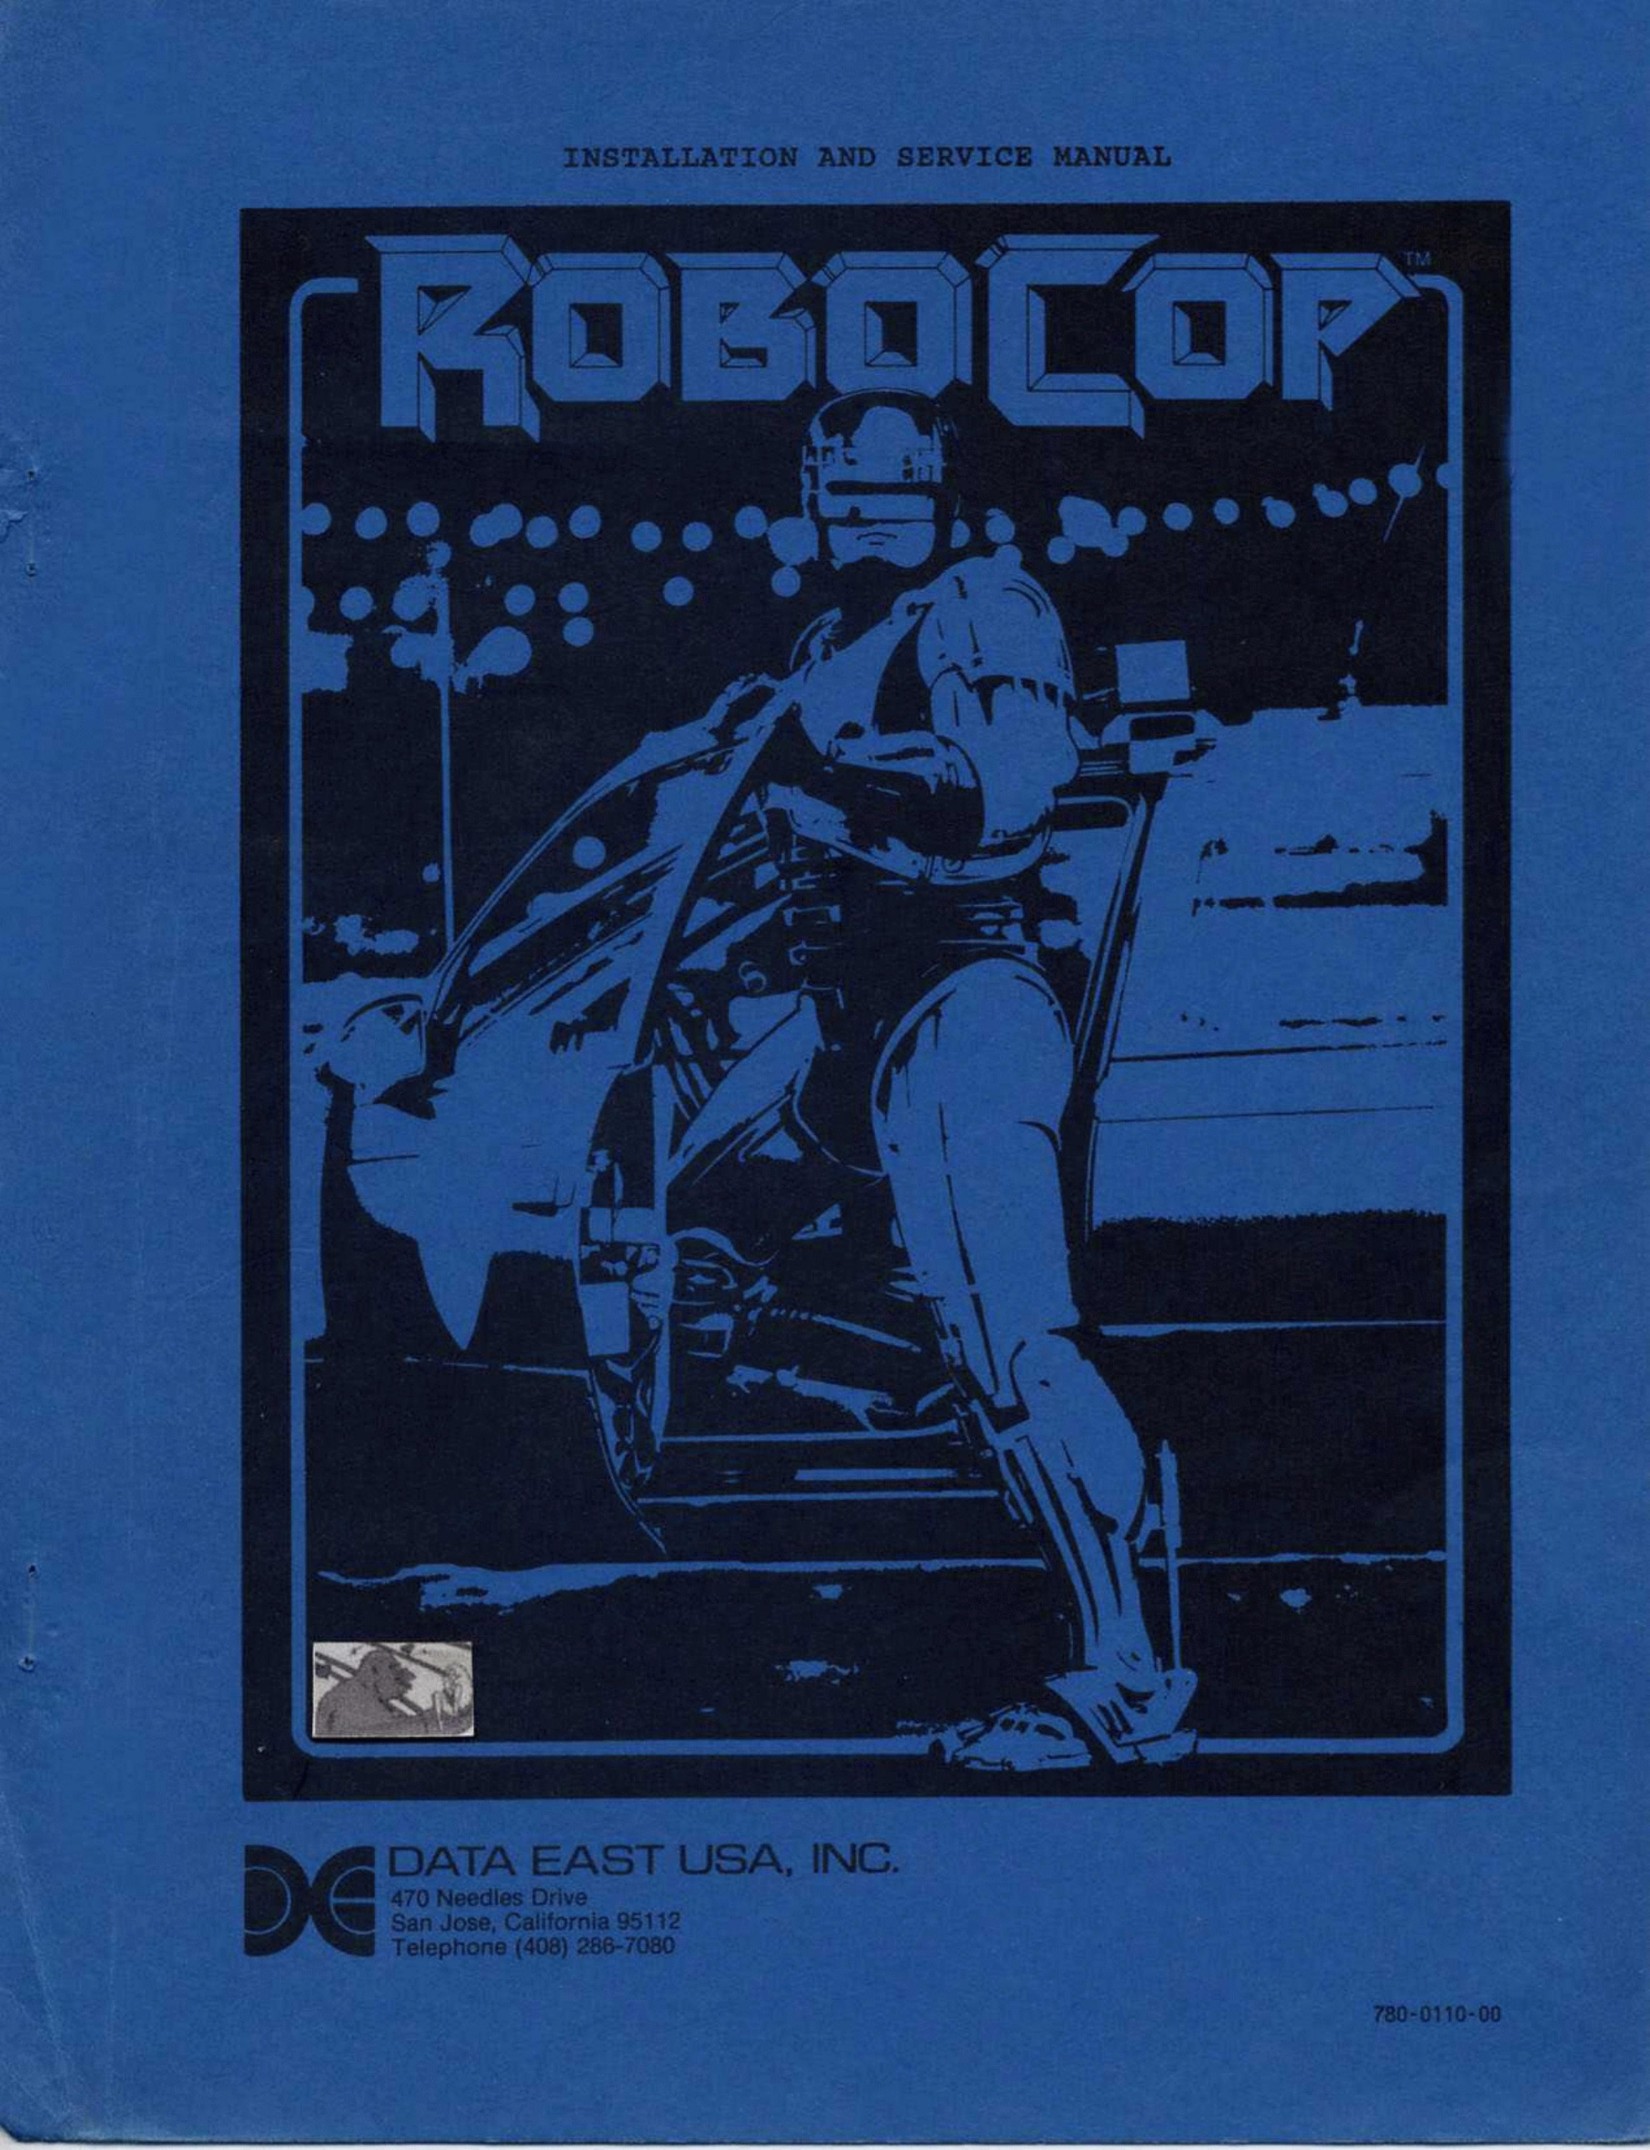 INSTALLATION AND SERVICE MANUAL
ROBOCOP™
DE DATA EAST USA, INC.
470 Needles Drive
San Jose, California 95112
Telephone (408) 286-7080
780-0110-00